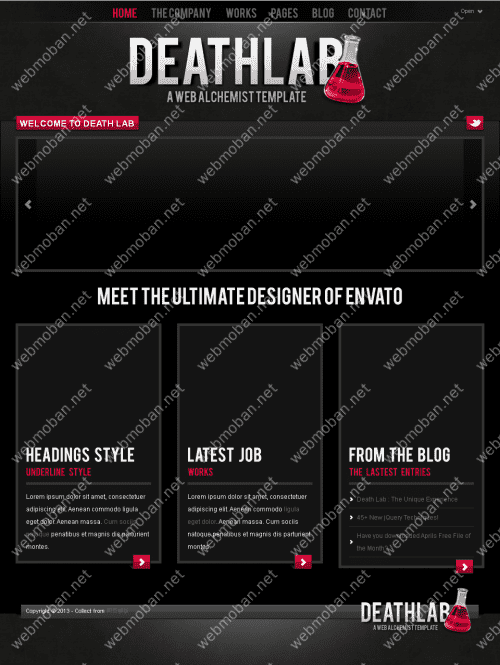 HOME THE COMPANY WORKS PAGES BLOG CONTACT
Open
DEATHLAB
A WEB ALCHEMIST TEMPLATE
WELCOME TO DEATH LAB
MEET THE ULTIMATE DESIGNER OF ENVATO
HEADINGS STYLE
UNDERLINE STYLE
Lorem ipsum dolor sit amet, consectetuer
adipiscing elit. Aenean commodo ligula
eget dolor. Aenean massa. Cum sociis
natoque penatibus et magnis dis parturient
montes.
LATEST JOB
WORKS
Lorem ipsum dolor sit amet, consectetuer
adipiscing elit. Aenean commodo ligula
eget dolor. Aenean massa. Cum sociis
natoque penatibus et magnis dis parturient
montes.
FROM THE BLOG
THE LASTEST ENTRIES
Death Lab : The Unique Experience
45+ New jQuery Techniques!
Have you downloaded Aprils Free File of
the Month?
Copyright © 2013 - Collect from
DEATHLAB
A WEB ALCHEMIST TEMPLATE
webmoban.net